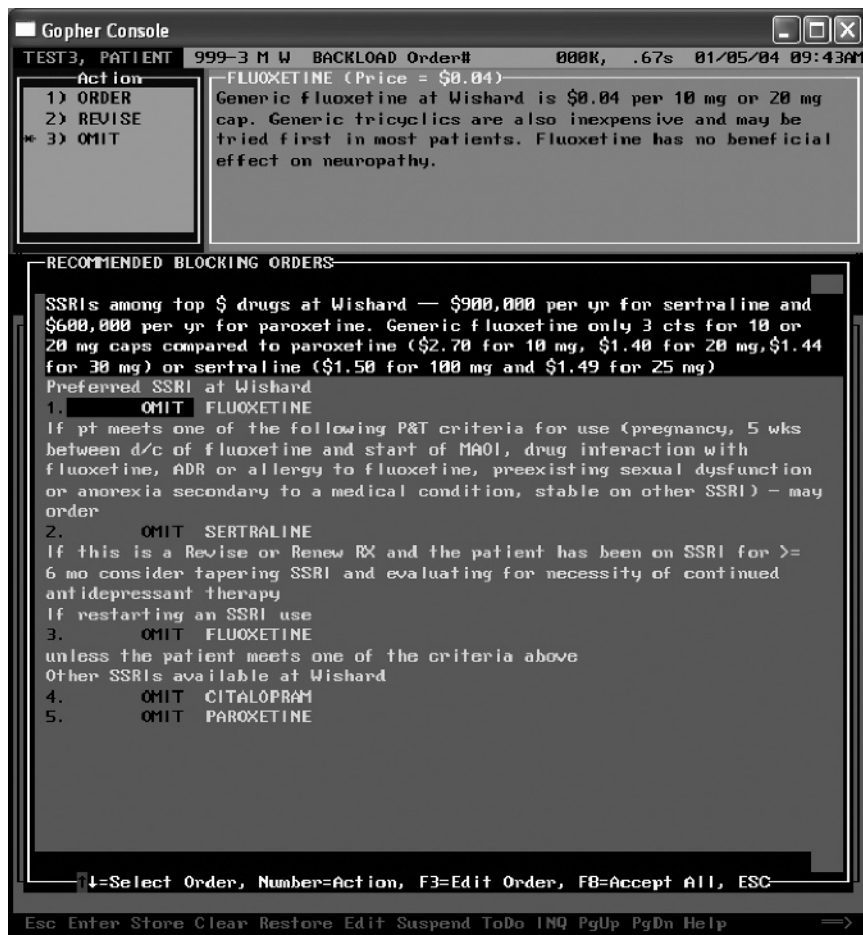 Gopher Console
TEST3, PATIENT 999-3 M W BACKLOAD Order# 000K, .67s 01/05/04 09:43AM
Action
1) ORDER
2) REVISE
* 3) OMIT
FLUOXETINE (Price = $0.04)
Generic fluoxetine at Wishard is $0.04 per 10 mg or 20 mg
cap. Generic tricyclics are also inexpensive and may be
tried first in most patients. Fluoxetine has no beneficial
effect on neuropathy.
RECOMMENDED BLOCKING ORDERS
SSRIs among top $ drugs at Wishard — $900,000 per yr for sertraline and
$600,000 per yr for paroxetine. Generic fluoxetine only 3 cts for 10 or
20 mg caps compared to paroxetine ($2.70 for 10 mg, $1.40 for 20 mg,$1.44
for 30 mg) or sertraline ($1.50 for 100 mg and $1.49 for 25 mg)
Preferred SSRI at Wishard
1. OMIT FLUOXETINE
If pt meets one of the following P&T criteria for use (pregnancy, 5 wks
between d/c of fluoxetine and start of MAOI, drug interaction with
fluoxetine, ADR or allergy to fluoxetine, preexisting sexual dysfunction
or anorexia secondary to a medical condition, stable on other SSRI) – may
order
2. OMIT SERTRALINE
If this is a Revise or Renew RX and the patient has been on SSRI for >=
6 mo consider tapering SSRI and evaluating for necessity of continued
antidepressant therapy
If restarting an SSRI use
3. OMIT FLUOXETINE
unless the patient meets one of the criteria above
Other SSRIs available at Wishard
4. OMIT CITALOPRAM
5. OMIT PAROXETINE
↑↓=Select Order, Number=Action, F3=Edit Order, F8=Accept All, ESC
Esc Enter Store Clear Restore Edit Suspend ToDo INQ PgUp PgDn Help ==>